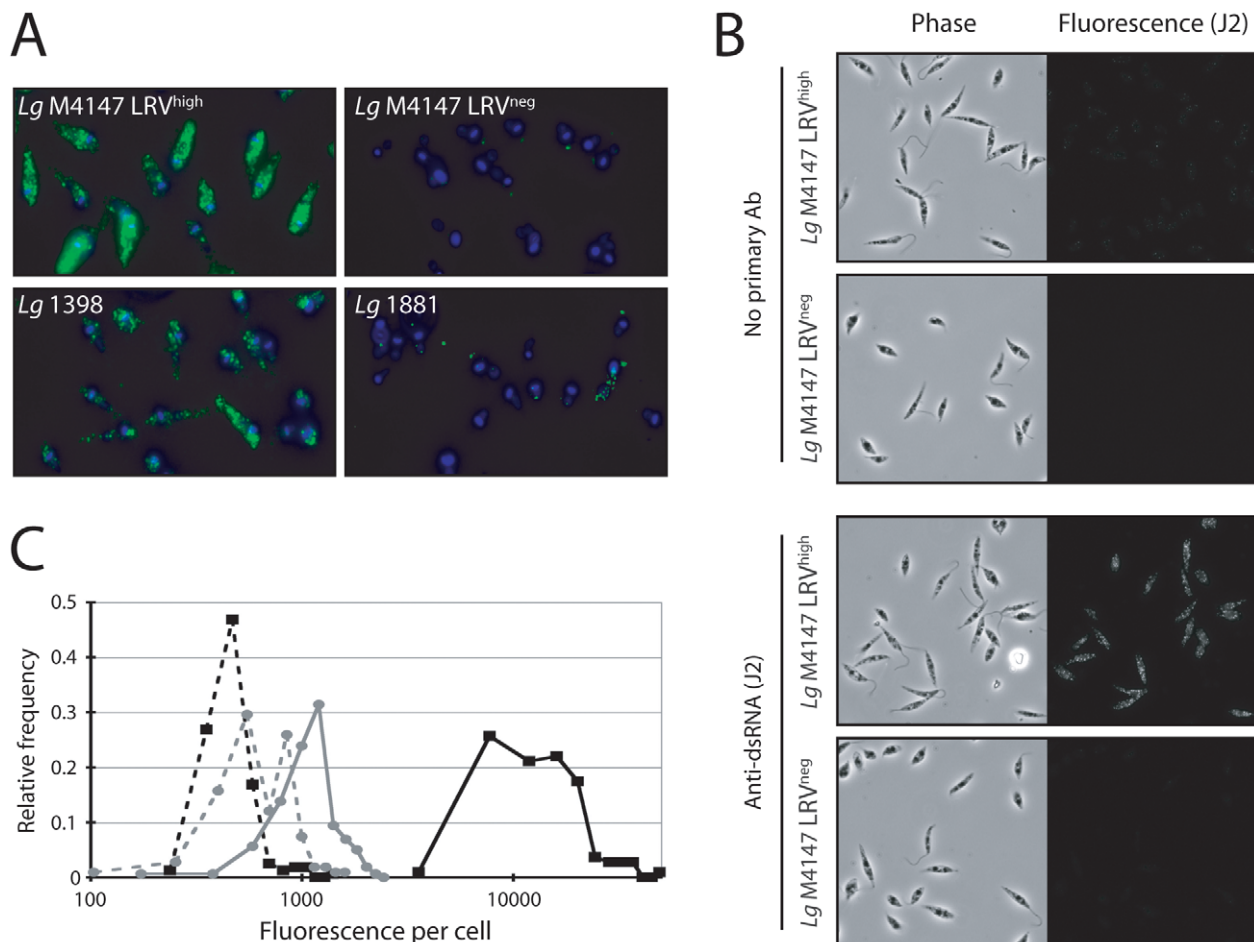 A
Lg M4147 LRVhigh
Lg M4147 LRVneg
Lg 1398
Lg 1881
B
Phase
Fluorescence (J2)
No primary Ab
Lg M4147 LRVhigh
Lg M4147 LRVneg
Anti-dsRNA (J2)
Lg M4147 LRVhigh
Lg M4147 LRVneg
C
Relative frequency
0.5
0.4
0.3
0.2
0.1
0
100
1000
10000
Fluorescence per cell